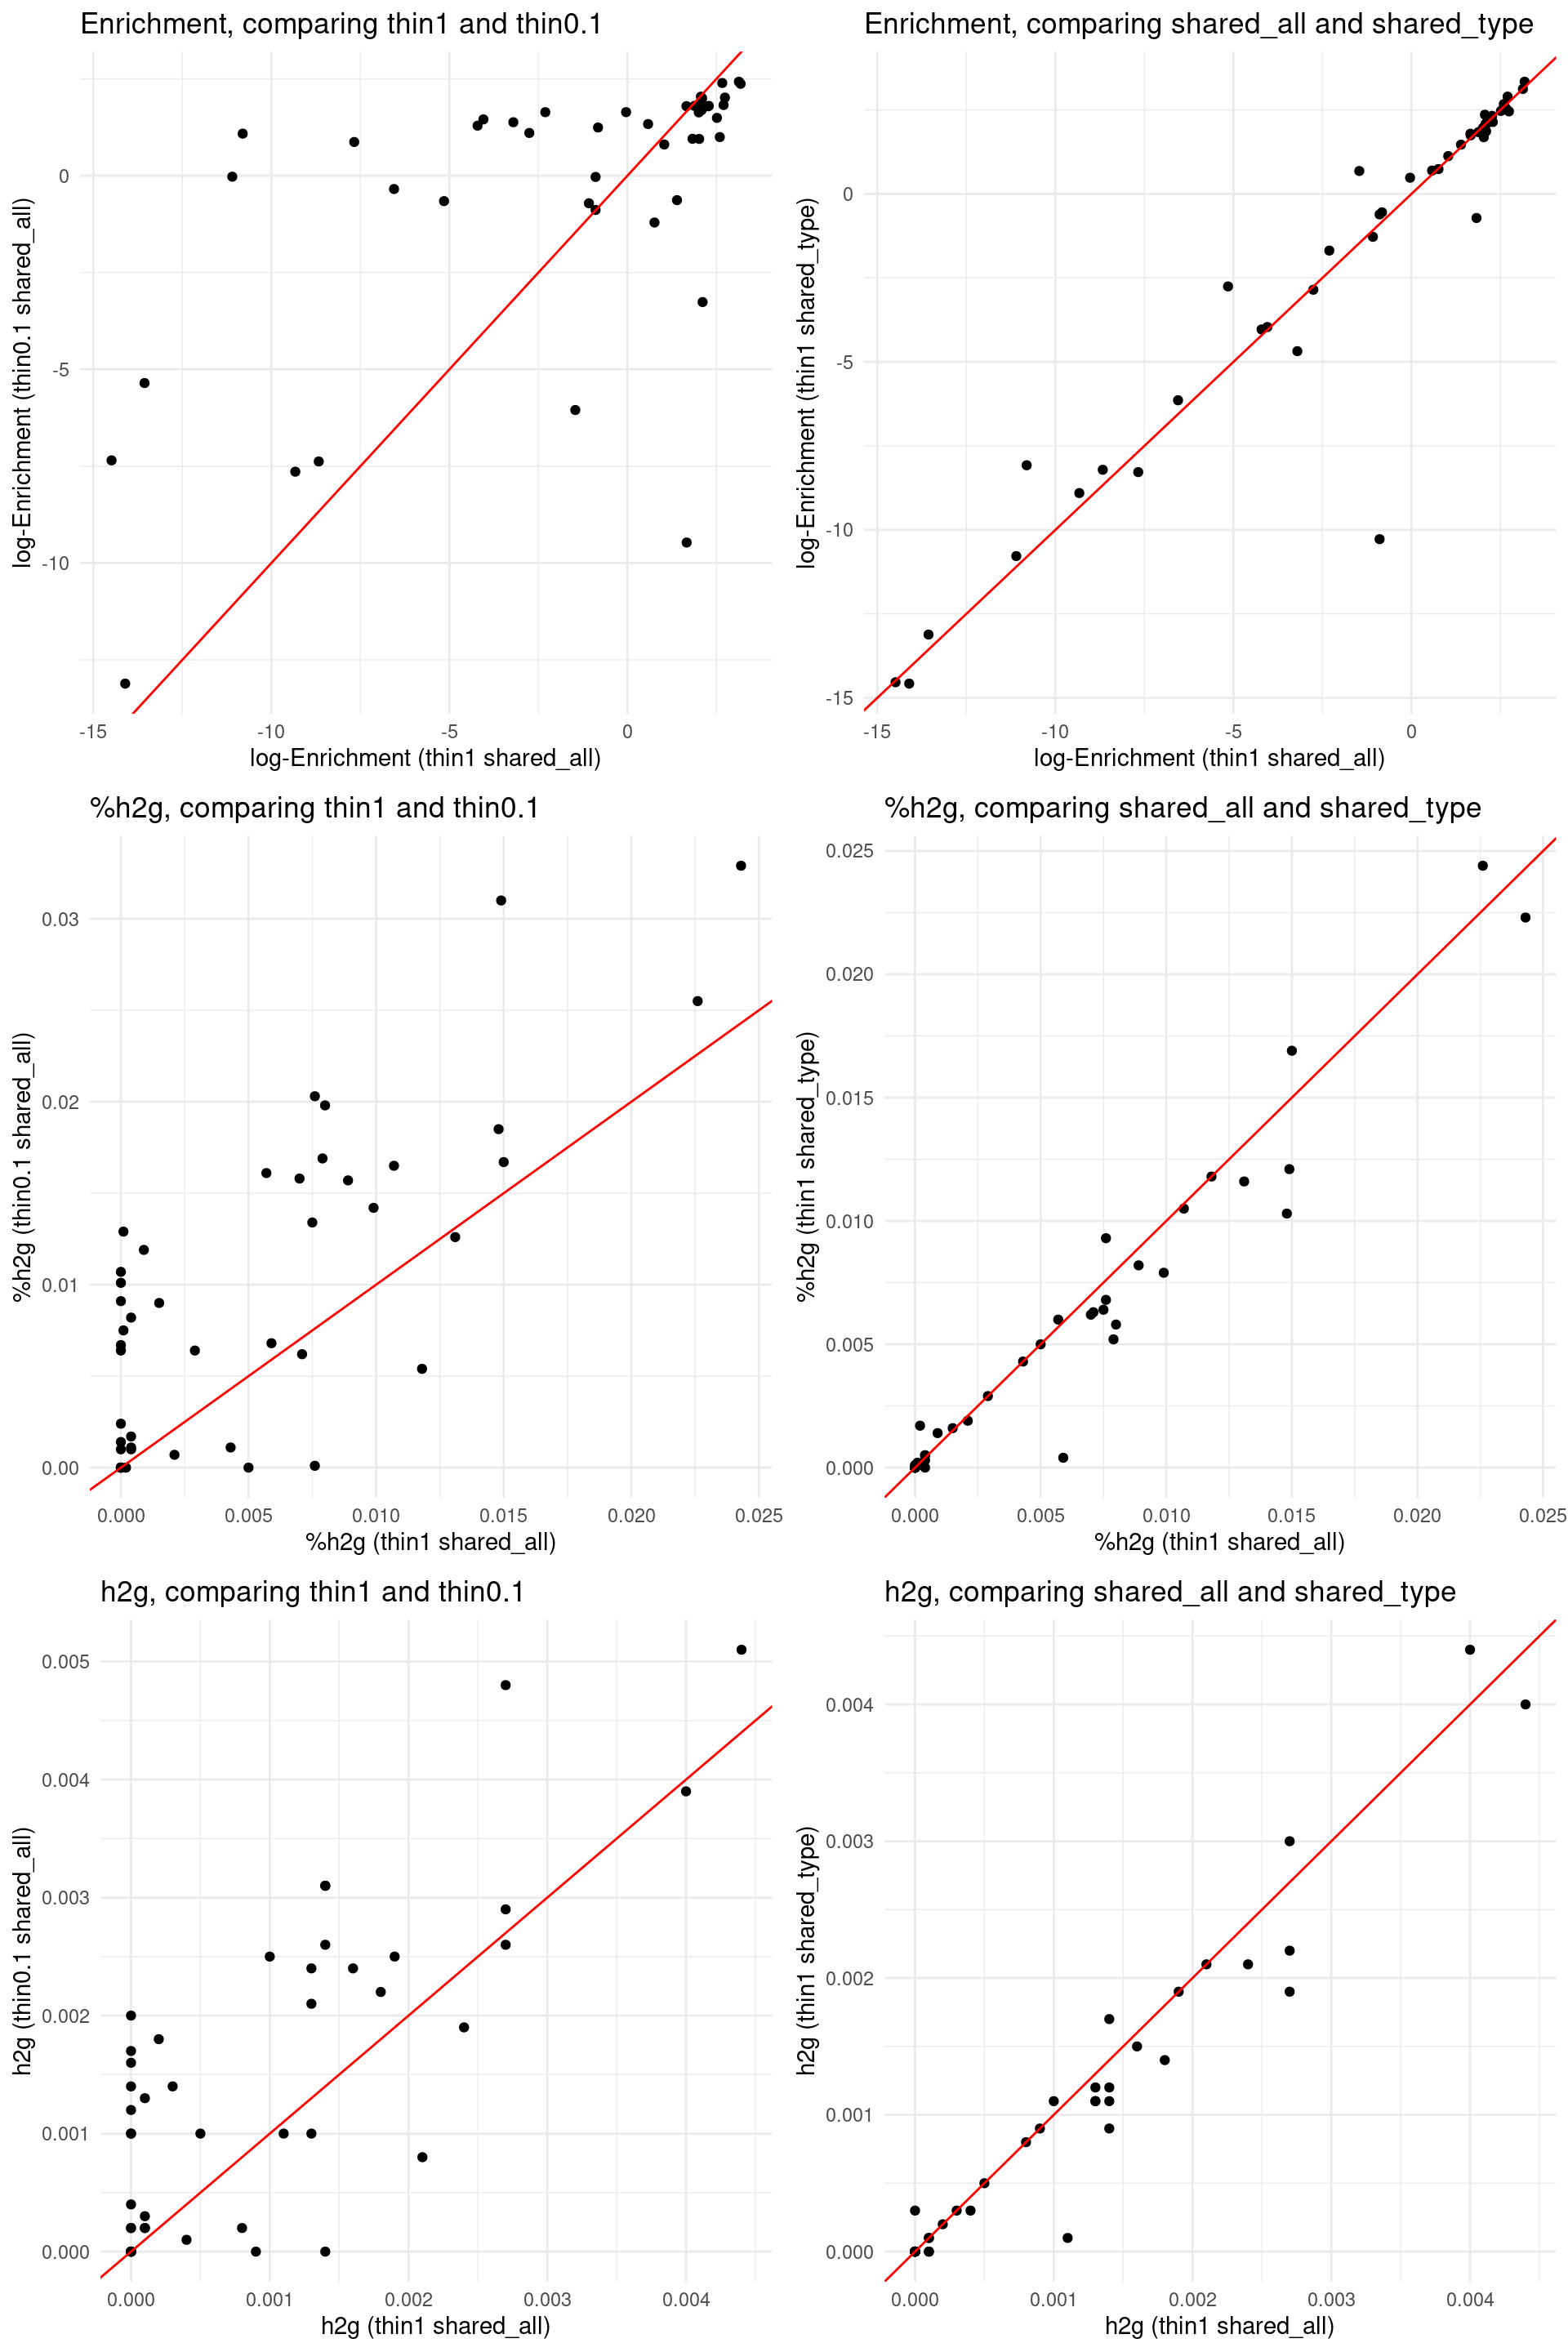 Enrichment, comparing thin1 and thin0.1
log-Enrichment (thin0.1 shared_all)
0
-5
-10
-15 -10 -5 0
log-Enrichment (thin1 shared_all)
Enrichment, comparing shared_all and shared_type
log-Enrichment (thin1 shared_type)
0
-5
-10
-15
-15 -10 -5 0
log-Enrichment (thin1 shared_all)
%h2g, comparing thin1 and thin0.1
%h2g (thin0.1 shared_all)
0.03
0.02
0.01
0.00
0.000 0.005 0.010 0.015 0.020 0.025
%h2g (thin1 shared_all)
%h2g, comparing shared_all and shared_type
%h2g (thin1 shared_type)
0.025
0.020
0.015
0.010
0.005
0.000
0.000 0.005 0.010 0.015 0.020 0.025
%h2g (thin1 shared_all)
h2g, comparing thin1 and thin0.1
h2g (thin0.1 shared_all)
0.005
0.004
0.003
0.002
0.001
0.000
0.000 0.001 0.002 0.003 0.004
h2g (thin1 shared_all)
h2g, comparing shared_all and shared_type
h2g (thin1 shared_type)
0.004
0.003
0.002
0.001
0.000
0.000 0.001 0.002 0.003 0.004
h2g (thin1 shared_all)